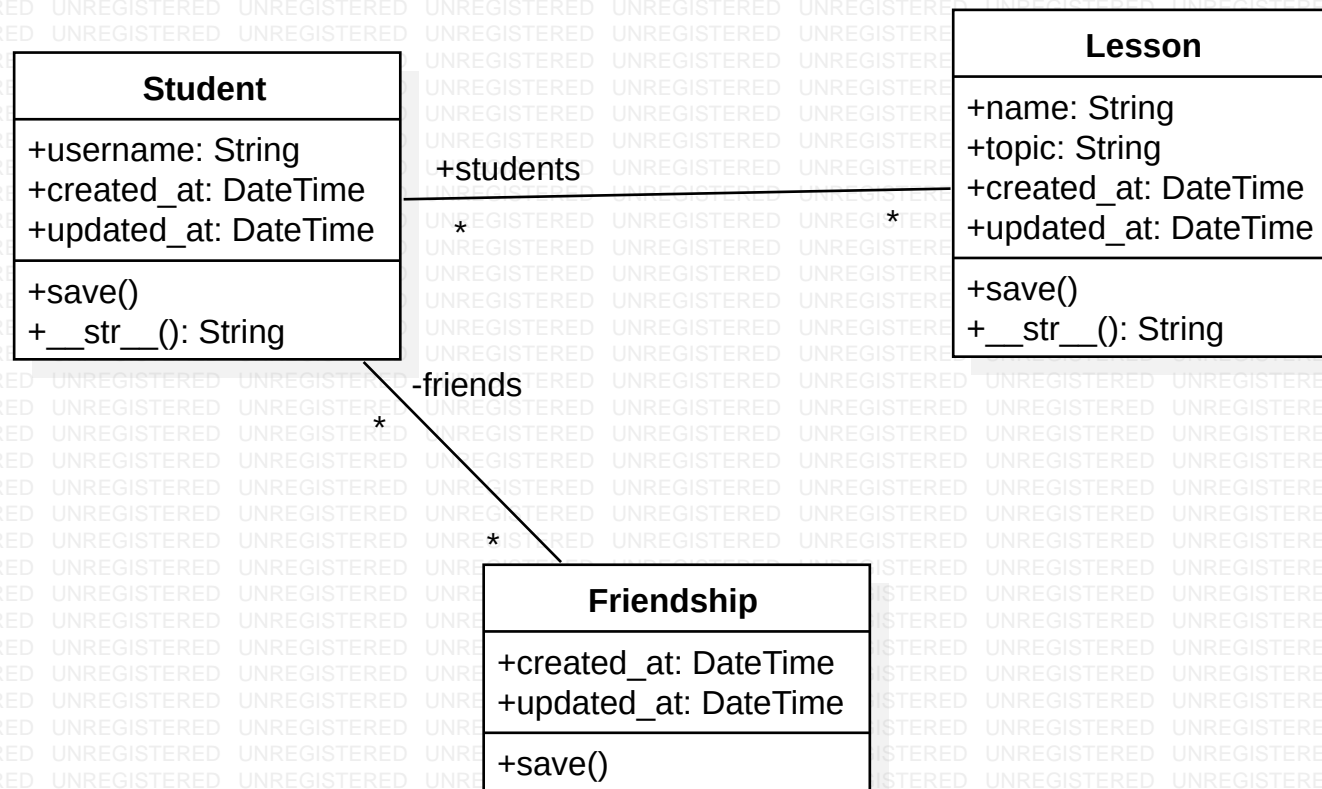 Student
+username: String
+created_at: DateTime
+updated_at: DateTime
+save()
+__str__(): String
+students
*
*
Lesson
+name: String
+topic: String
+created_at: DateTime
+updated_at: DateTime
+save()
+__str__(): String
-friends
*
*
Friendship
+created_at: DateTime
+updated_at: DateTime
+save()
UNREGISTERED